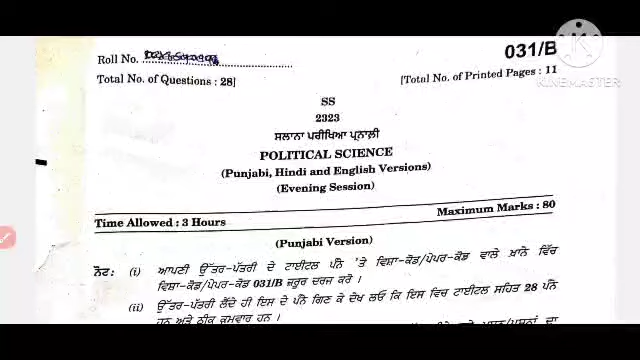 Roll No.
031/B
Total No. of Questions : 28]
[Total No. of Printed Pages : 11
KINEMASTER
SS
2323
ਸਲਾਨਾ ਪਰੀਖਿਆ ਪ੍ਰਨਾਲੀ
POLITICAL SCIENCE
(Punjabi, Hindi and English Versions)
(Evening Session)
Time Allowed : 3 Hours
Maximum Marks : 80
(Punjabi Version)
ਨੋਟ: (i) ਆਪਣੀ ਉੱਤਰ-ਪੱਤਰੀ ਦੇ ਟਾਈਟਲ ਪੰਨੇ 'ਤੇ ਵਿਸ਼ਾ-ਕੋਡ/ਪੇਪਰ-ਕੋਡ ਵਾਲੇ ਖ਼ਾਨੇ ਵਿੱਚ
ਵਿਸ਼ਾ-ਕੋਡ/ਪੇਪਰ-ਕੋਡ 031/B ਜ਼ਰੂਰ ਦਰਜ ਕਰੋ ।
(ii) ਉੱਤਰ-ਪੱਤਰੀ ਲੈਂਦੇ ਹੀ ਇਸ ਦੇ ਪੰਨੇ ਗਿਣ ਕੇ ਦੇਖ ਲਓ ਕਿ ਇਸ ਵਿਚ ਟਾਈਟਲ ਸਹਿਤ 28 ਪੰਨੇ
ਹਨ ਅਤੇ ਠੀਕ ਕ੍ਰਮਵਾਰ ਹਨ ।